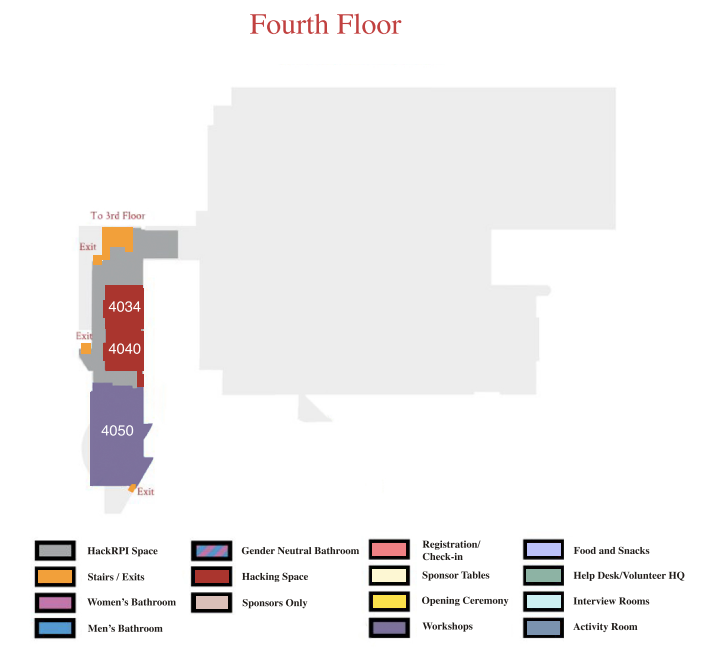 Fourth Floor
To 3rd Floor
Exit
4034
Exit
4040
4050
Exit
HackRPI Space
Gender Neutral Bathroom
Registration/
Check-in
Food and Snacks
Stairs / Exits
Hacking Space
Sponsor Tables
Help Desk/Volunteer HQ
Women's Bathroom
Sponsors Only
Opening Ceremony
Interview Rooms
Men's Bathroom
Workshops
Activity Room